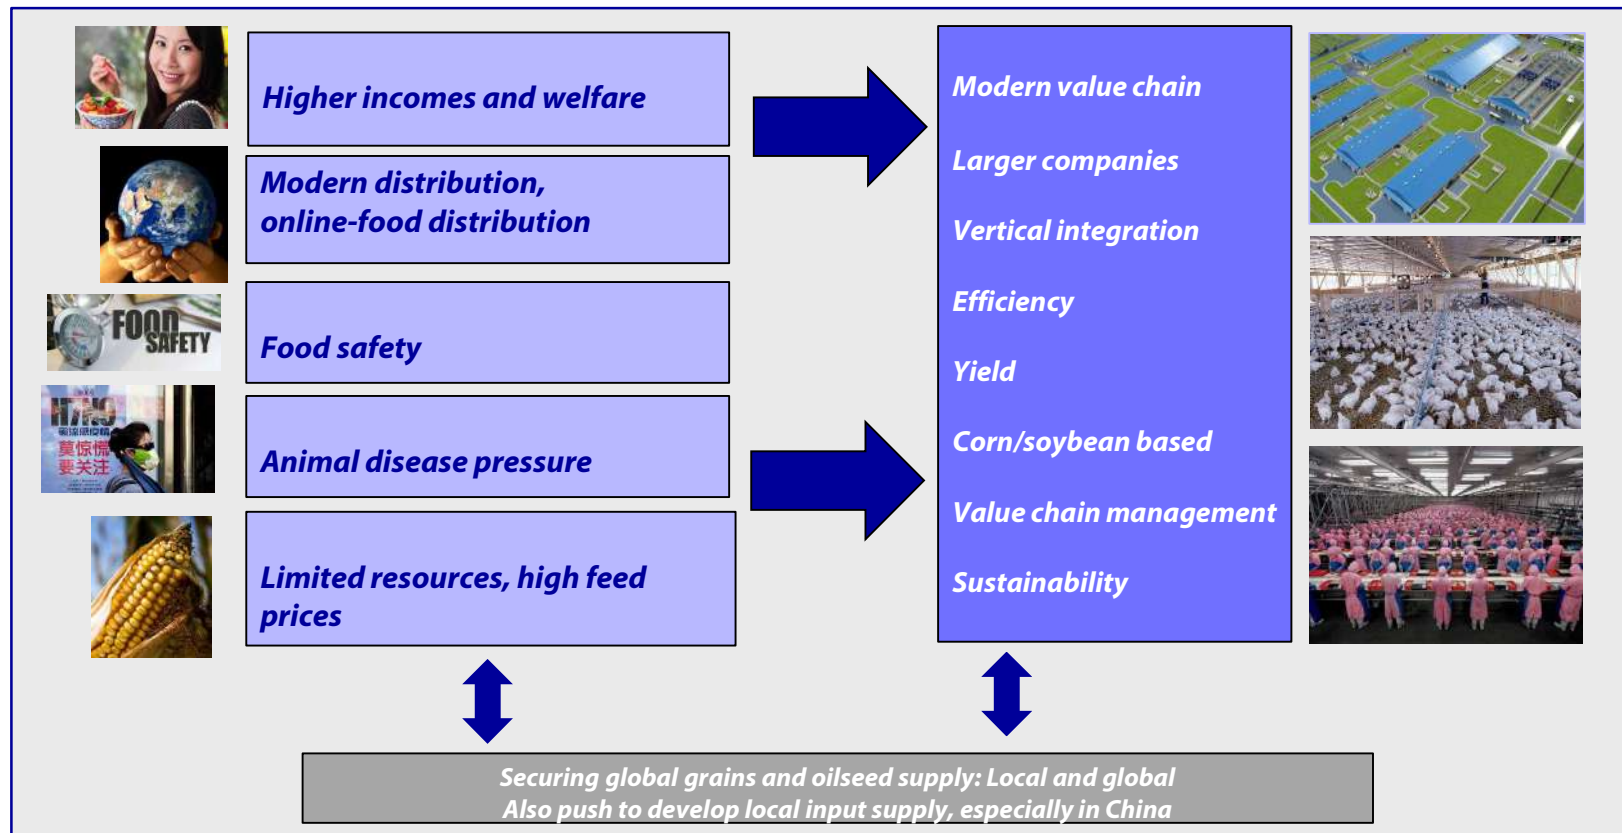 Higher incomes and welfare
Modern distribution,
online-food distribution
FOOD
SAFETY
Food safety
H7N9
莫惊慌
要关注
Animal disease pressure
Limited resources, high feed
prices
Modern value chain
Larger companies
Vertical integration
Efficiency
Yield
Corn/soybean based
Value chain management
Sustainability
Securing global grains and oilseed supply: Local and global
Also push to develop local input supply, especially in China